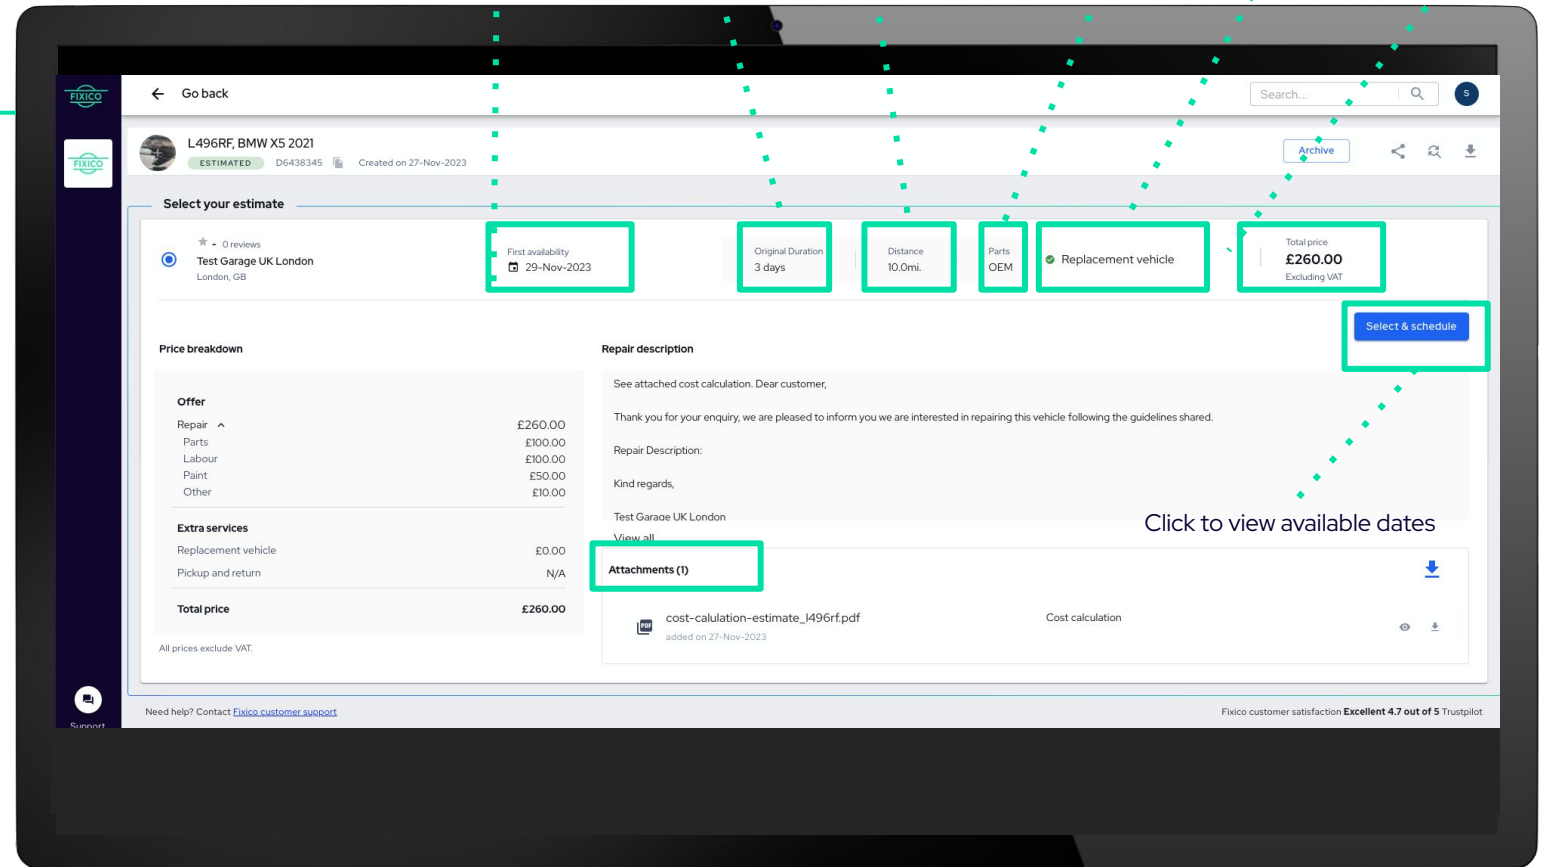 FIXICO
Go back
Search...
S
FIXICO
L496RF, BMW X5 2021
ESTIMATED D6438345 Created on 27-Nov-2023
Archive
Select your estimate
- 0 reviews
Test Garage UK London
London, GB
First availability
29-Nov-2023
Original Duration
3 days
Distance
10.0mi.
Parts
OEM
Replacement vehicle
Total price
£260.00
Excluding VAT
Select & schedule
Price breakdown
Offer
Repair £260.00
Parts £100.00
Labour £100.00
Paint £50.00
Other £10.00
Extra services
Replacement vehicle £0.00
Pickup and return N/A
Total price £260.00
All prices exclude VAT.
Repair description
See attached cost calculation. Dear customer,
Thank you for your enquiry, we are pleased to inform you we are interested in repairing this vehicle following the guidelines shared.
Repair Description:
Kind regards,
Test Garage UK London
View all
Click to view available dates
Attachments (1)
PDF
cost-calulation-estimate_l496rf.pdf
Cost calculation
added on 27-Nov-2023
Support
Need help? Contact Fixico customer support
Fixico customer satisfaction Excellent 4.7 out of 5 Trustpilot